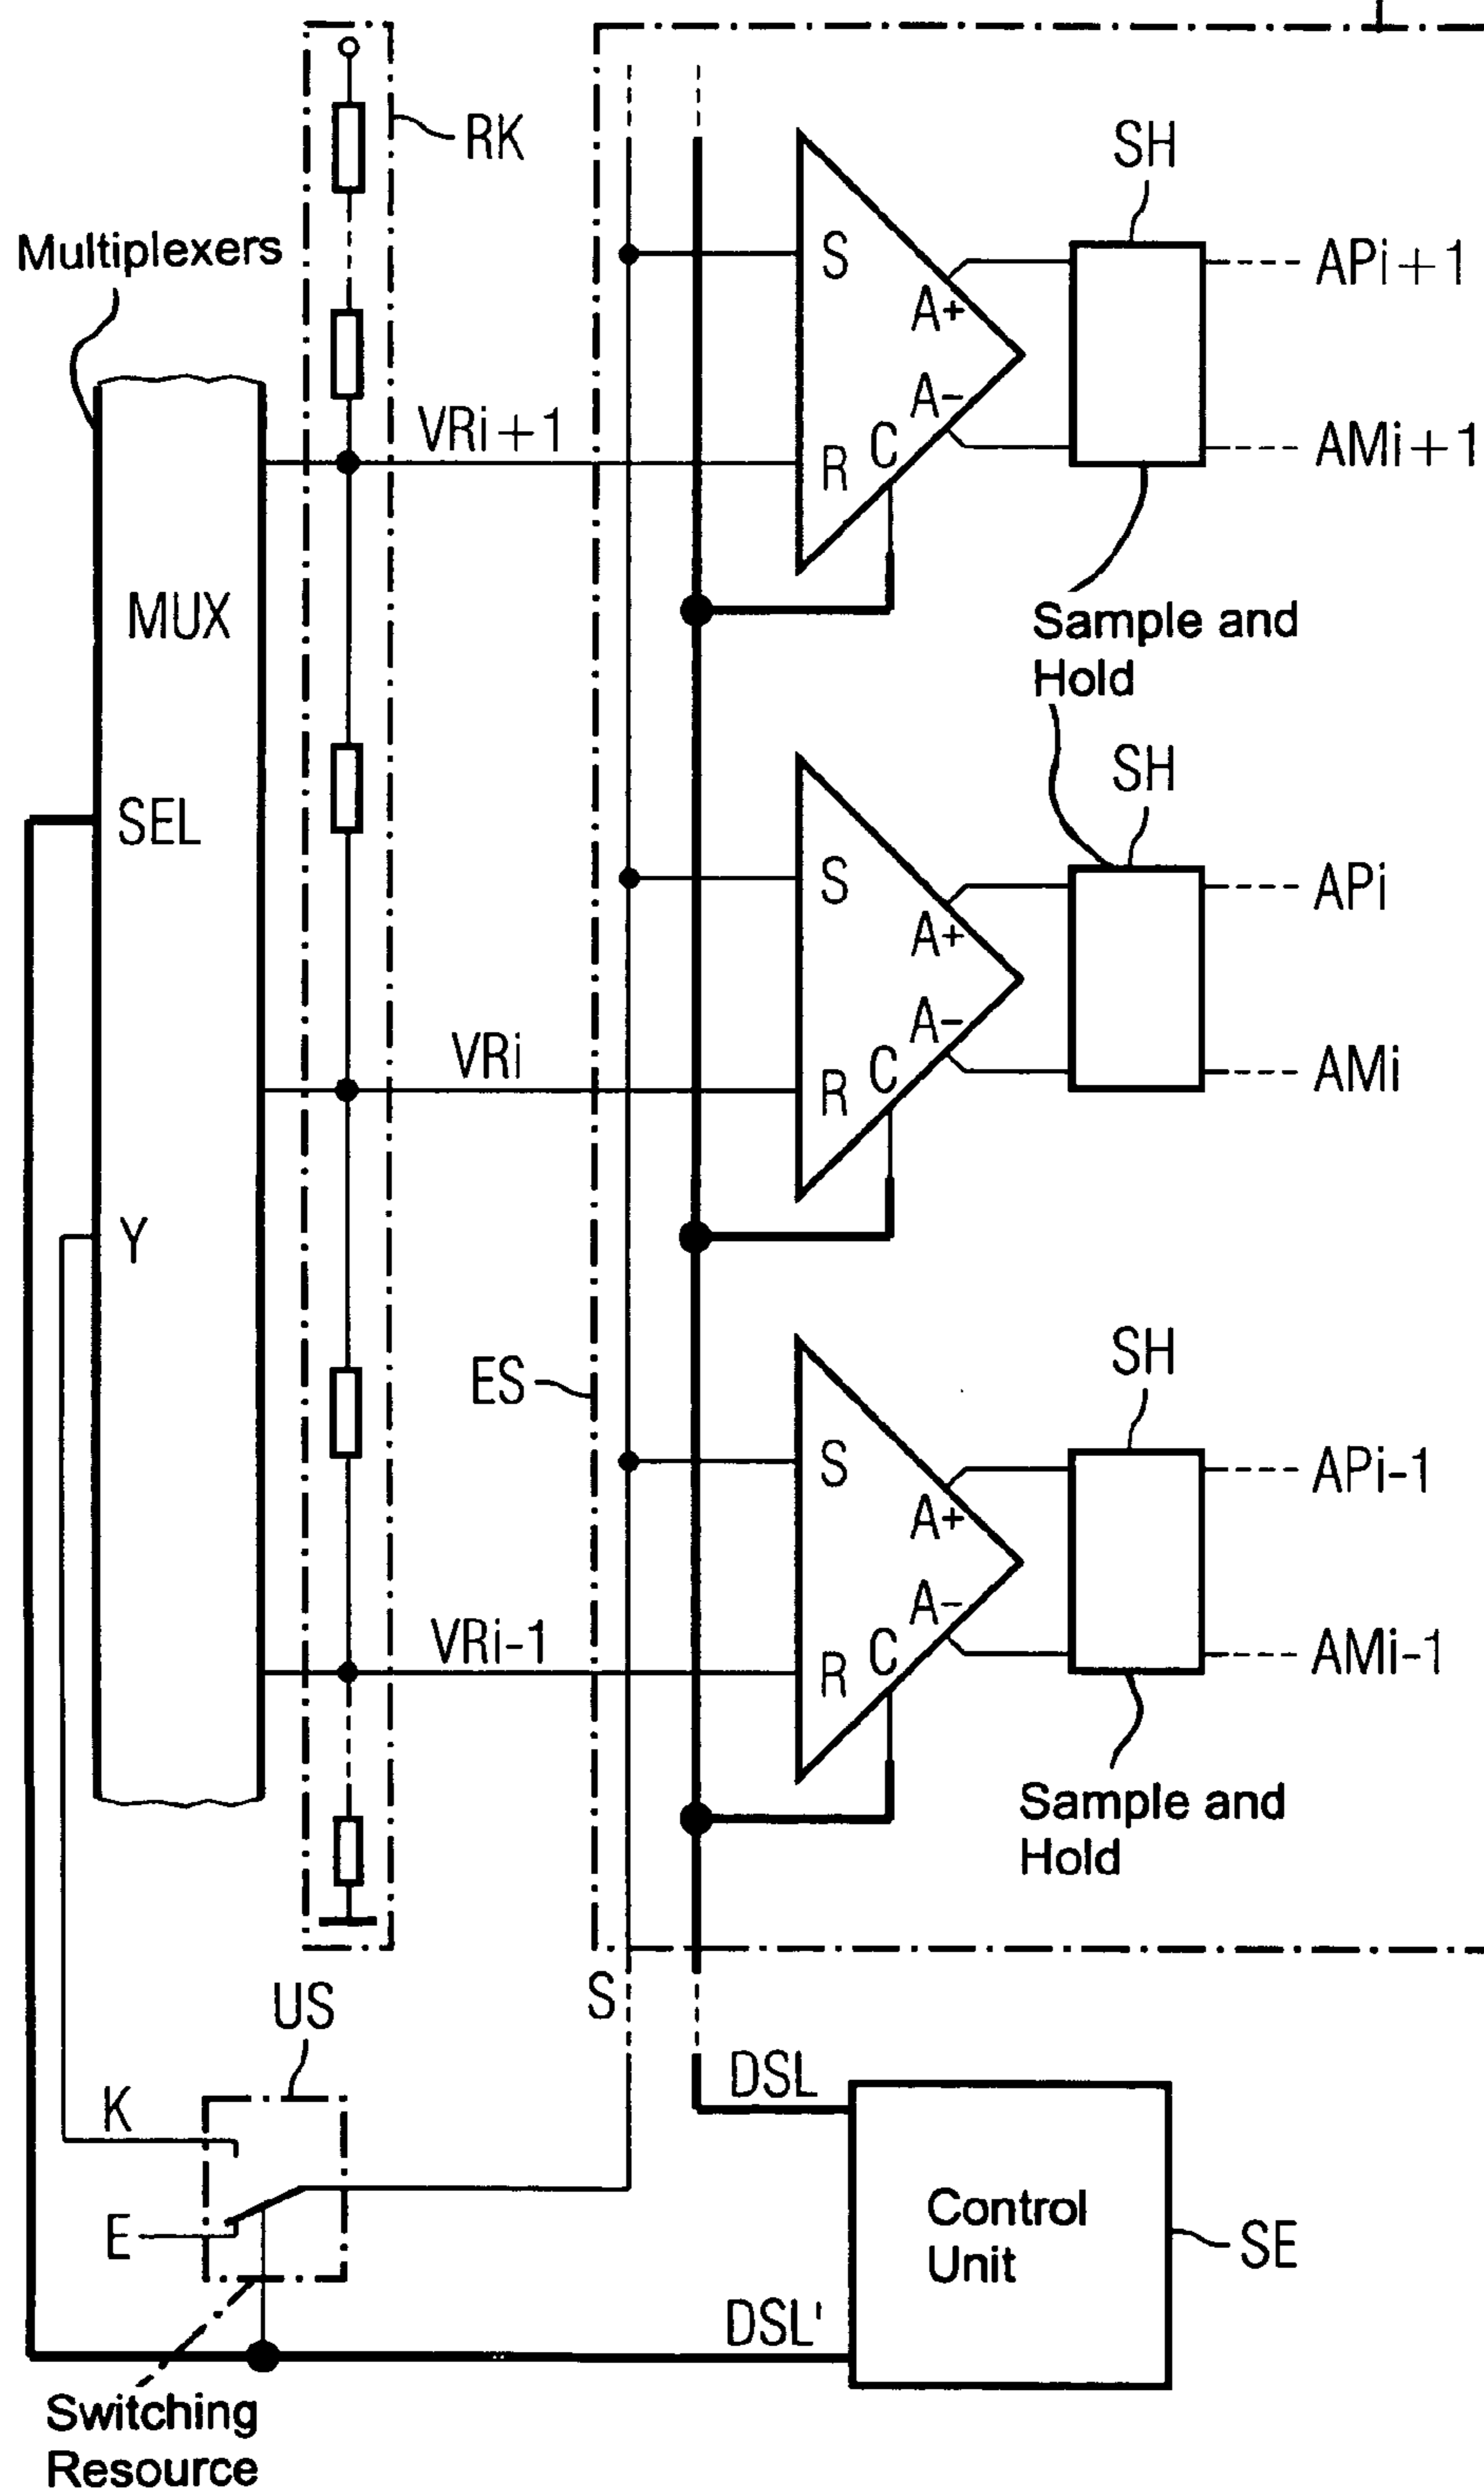 RK
SH
Multiplexers
S
APi+1
A+
A-
VRi+1
C
AMi+1
R
MUX
Sample and
Hold
SH
SEL
S
APi
A+
A-
VRi
C
AMi
R
Y
SH
ES
S
APi-1
A+
A-
VRi-1
C
AMi-1
R
Sample and
Hold
S
US
DSL
K
Control
Unit
E
SE
DSL'
Switching
Resource